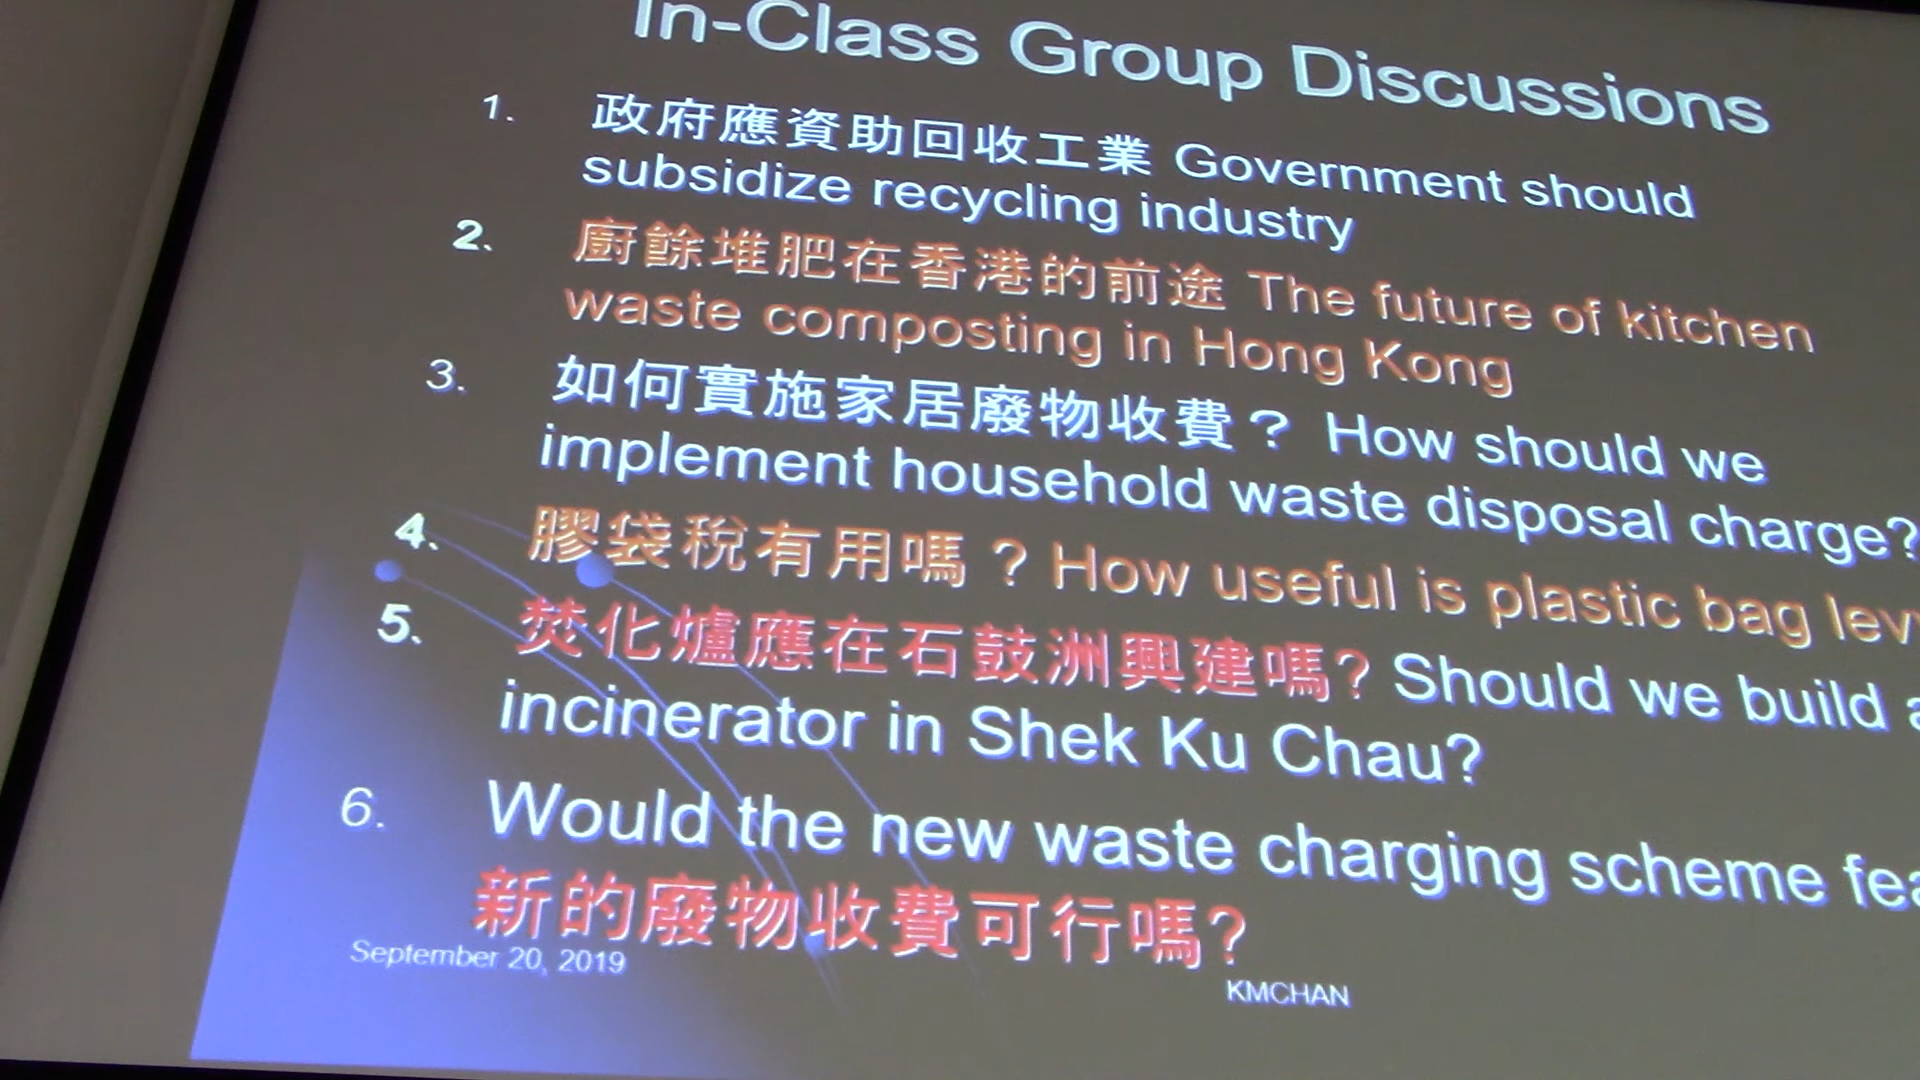 In-Class Group Discussions
1. 政府應資助回收工業 Government should
subsidize recycling industry
2. 廚餘堆肥在香港的前途 The future of kitchen
waste composting in Hong Kong
3. 如何實施家居廢物收費？ How should we
implement household waste disposal charge?
4. 膠袋稅有用嗎？How useful is plastic bag
5. 焚化爐應在石鼓洲興建嗎? Should we build
incinerator in Shek Ku Chau?
6. Would the new waste charging scheme
新的廢物收費可行嗎?
September 20, 2019
KMCHAN